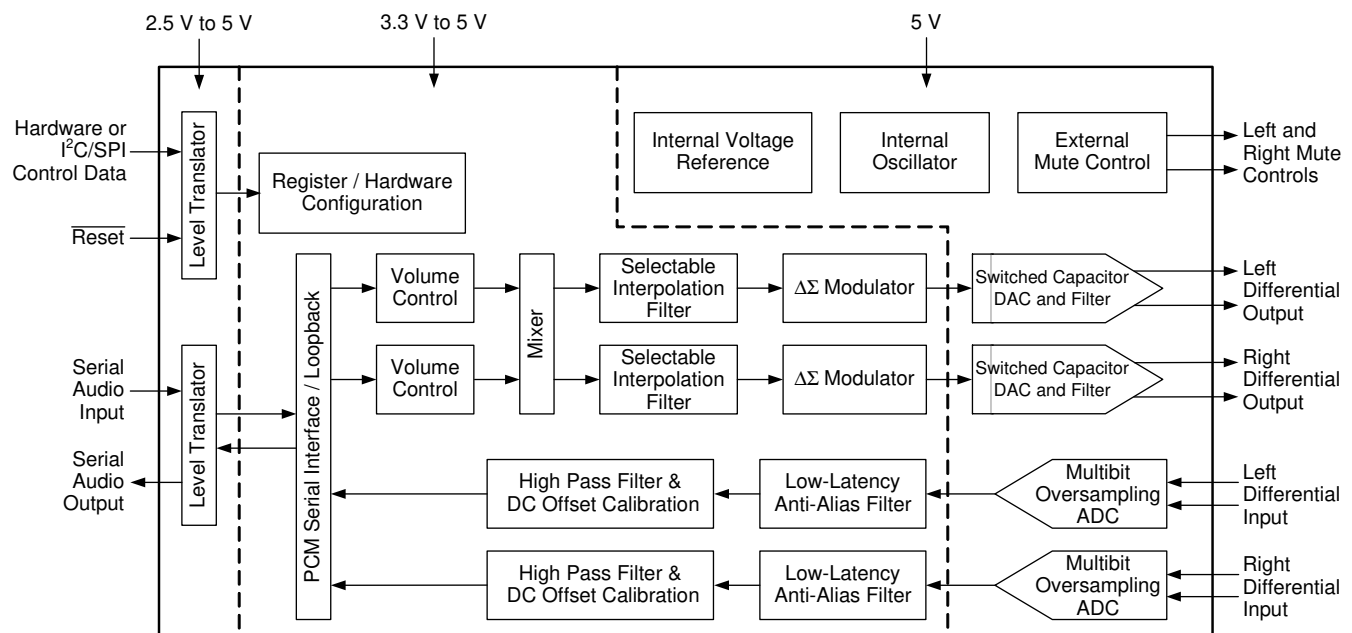 2.5 V to 5 V
3.3 V to 5 V
5 V
Hardware or
I²C/SPI
Control Data
Reset
Level Translator
Register / Hardware
Configuration
Internal Voltage
Reference
Internal
Oscillator
External
Mute Control
Left and
Right Mute
Controls
Serial
Audio
Input
Serial
Audio
Output
Level Translator
PCM Serial Interface / Loopback
Volume
Control
Volume
Control
Mixer
Selectable
Interpolation
Filter
ΔΣ Modulator
Switched Capacitor
DAC and Filter
Left
Differential
Output
Selectable
Interpolation
Filter
ΔΣ Modulator
Switched Capacitor
DAC and Filter
Right
Differential
Output
High Pass Filter &
DC Offset Calibration
Low-Latency
Anti-Alias Filter
Multibit
Oversampling
ADC
Left
Differential
Input
High Pass Filter &
DC Offset Calibration
Low-Latency
Anti-Alias Filter
Multibit
Oversampling
ADC
Right
Differential
Input